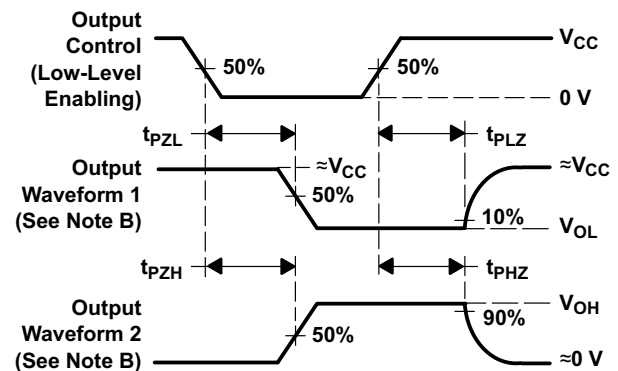 Output
Control
(Low-Level
Enabling)
50%
50%
VCC
0 V
tPZL
tPLZ
Output
Waveform 1
(See Note B)
≈VCC
50%
≈VCC
10%
VOL
tPZH
tPHZ
Output
Waveform 2
(See Note B)
50%
VOH
90%
≈0 V